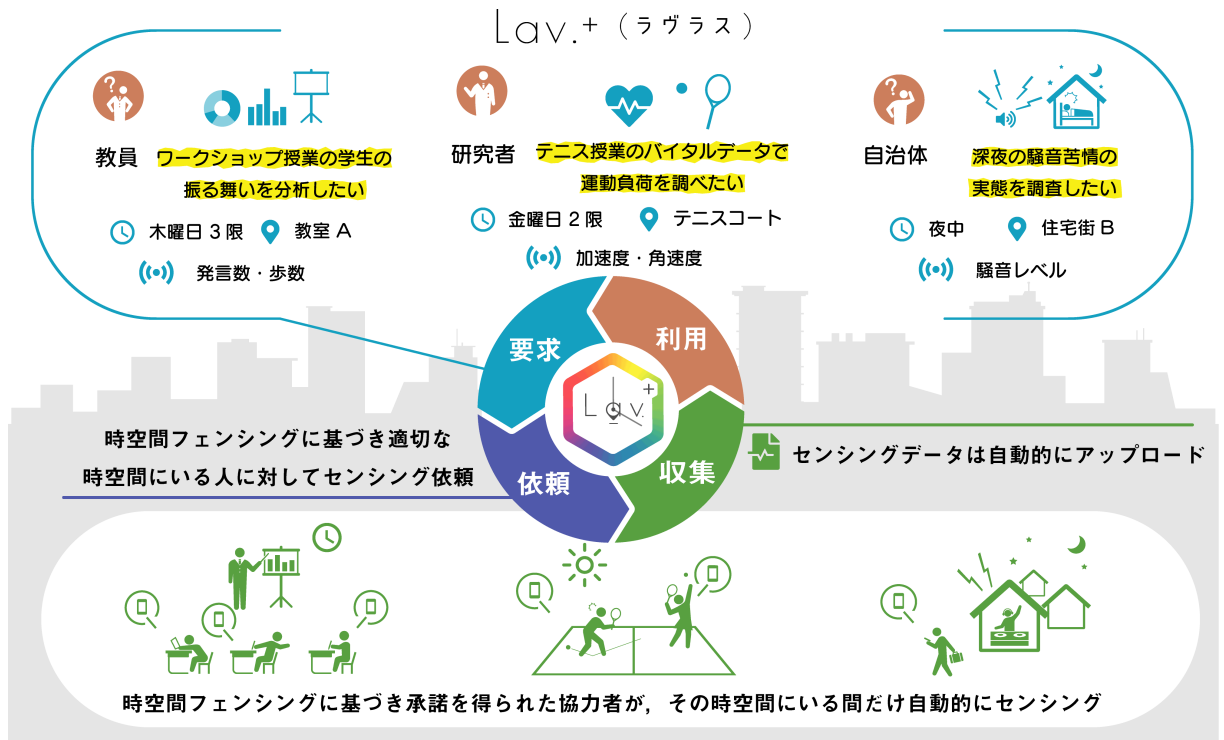 Lav.+（ラヴラス）
教員
ワークショップ授業の学生の
振る舞いを分析したい
木曜日３限
教室 A
発言数・歩数
研究者
テニス授業のバイタルデータで
運動負荷を調べたい
金曜日２限
テニスコート
加速度・角速度
自治体
深夜の騒音苦情の
実態を調査したい
夜中
住宅街 B
騒音レベル
要求
利用
Lav.+
依頼
収集
時空間フェンシングに基づき適切な
時空間にいる人に対してセンシング依頼
センシングデータは自動的にアップロード
時空間フェンシングに基づき承諾を得られた協力者が，その時空間にいる間だけ自動的にセンシング